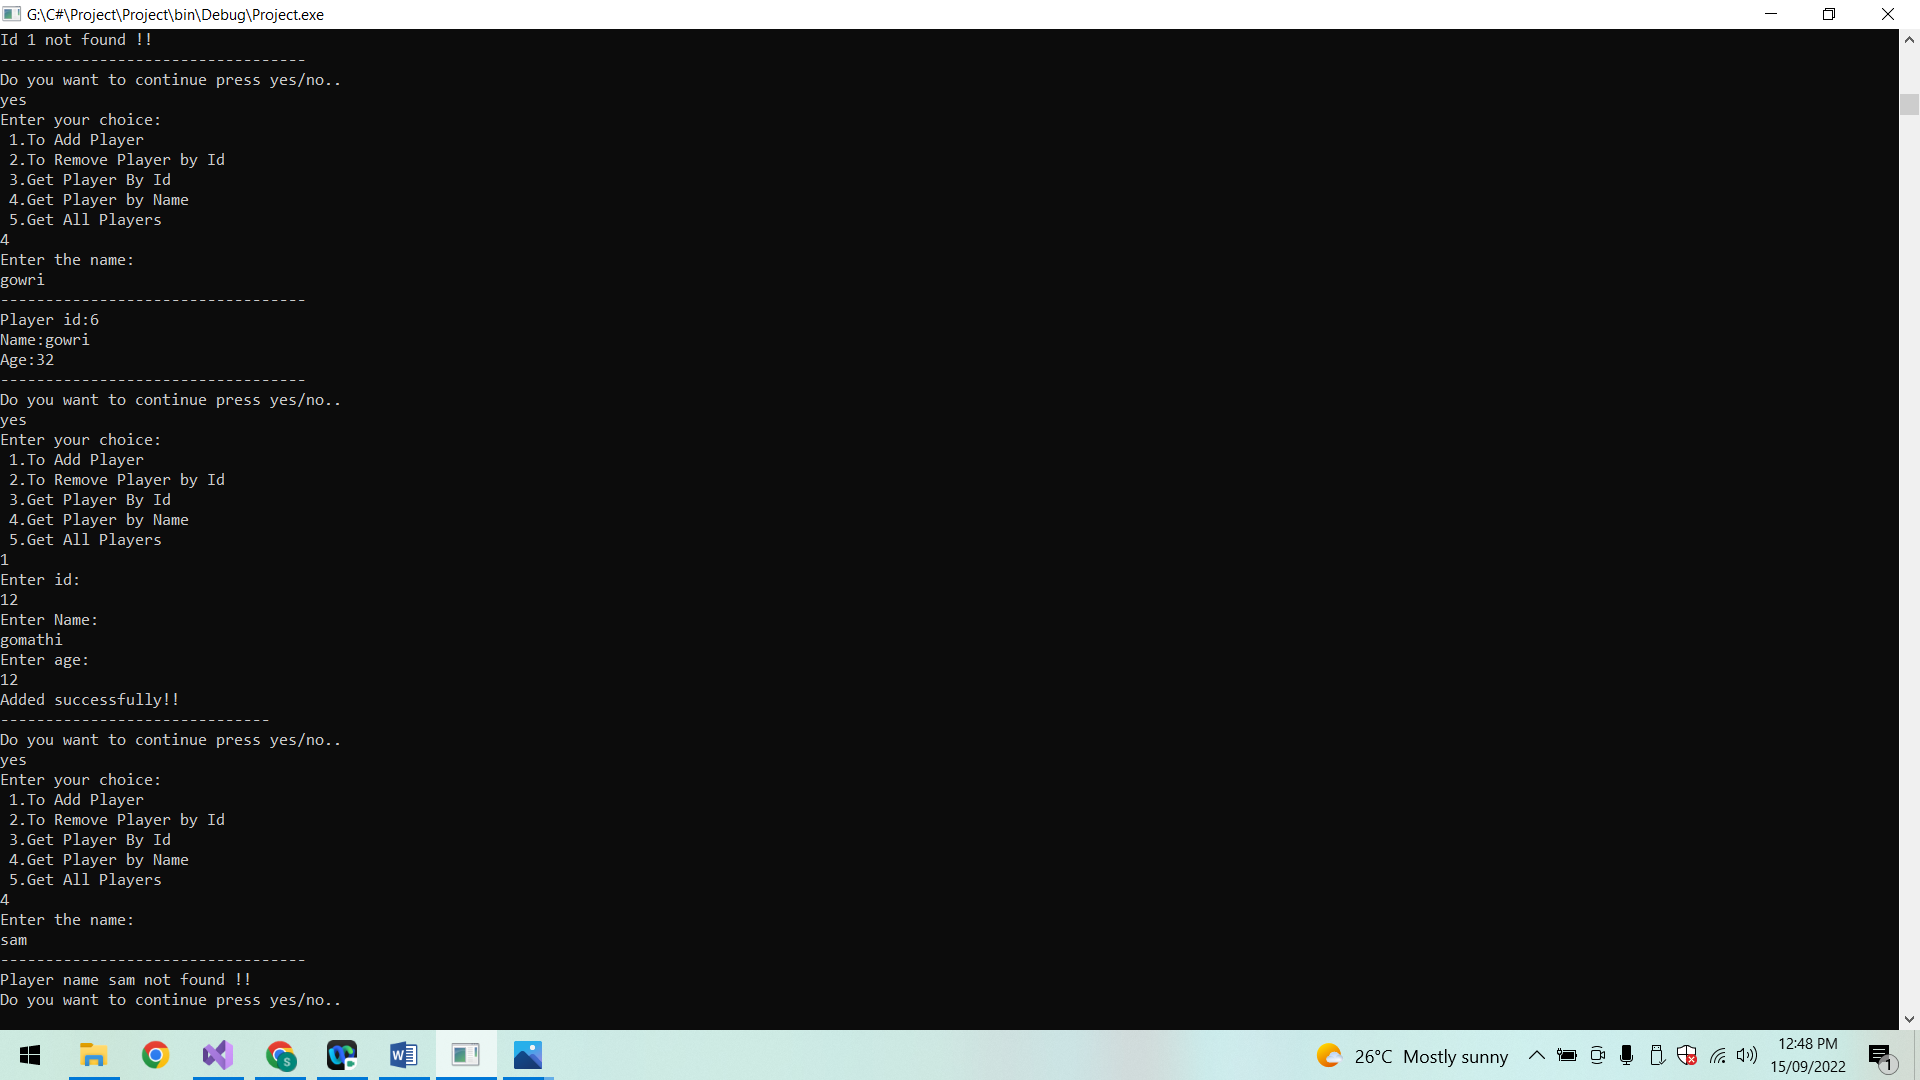 G:\C#\Project\Project\bin\Debug\Project.exe
Id 1 not found !!
----------------------------------
Do you want to continue press yes/no..
yes
Enter your choice:
 1.To Add Player
 2.To Remove Player by Id
 3.Get Player By Id
 4.Get Player by Name
 5.Get All Players
4
Enter the name:
gowri
----------------------------------
Player id:6
Name:gowri
Age:32
----------------------------------
Do you want to continue press yes/no..
yes
Enter your choice:
 1.To Add Player
 2.To Remove Player by Id
 3.Get Player By Id
 4.Get Player by Name
 5.Get All Players
1
Enter id:
12
Enter Name:
gomathi
Enter age:
12
Added successfully!!
------------------------------
Do you want to continue press yes/no..
yes
Enter your choice:
 1.To Add Player
 2.To Remove Player by Id
 3.Get Player By Id
 4.Get Player by Name
 5.Get All Players
4
Enter the name:
sam
----------------------------------
Player name sam not found !!
Do you want to continue press yes/no..
S
W
26°C Mostly sunny
12:48 PM
15/09/2022
1